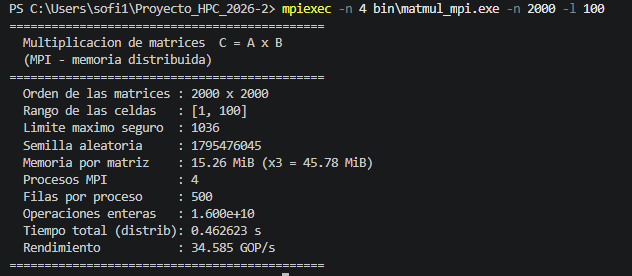 PS C:\Users\sofi1\Proyecto_HPC_2026-2> mpiexec -n 4 bin\matmul_mpi.exe -n 2000 -l 100
============================================
  Multiplicacion de matrices  C = A x B
  (MPI - memoria distribuida)
============================================
  Orden de las matrices : 2000 x 2000
  Rango de las celdas   : [1, 100]
  Limite maximo seguro  : 1036
  Semilla aleatoria     : 1795476045
  Memoria por matriz    : 15.26 MiB (x3 = 45.78 MiB)
  Procesos MPI          : 4
  Filas por proceso     : 500
  Operaciones enteras   : 1.600e+10
  Tiempo total (distrib): 0.462623 s
  Rendimiento           : 34.585 GOP/s
============================================